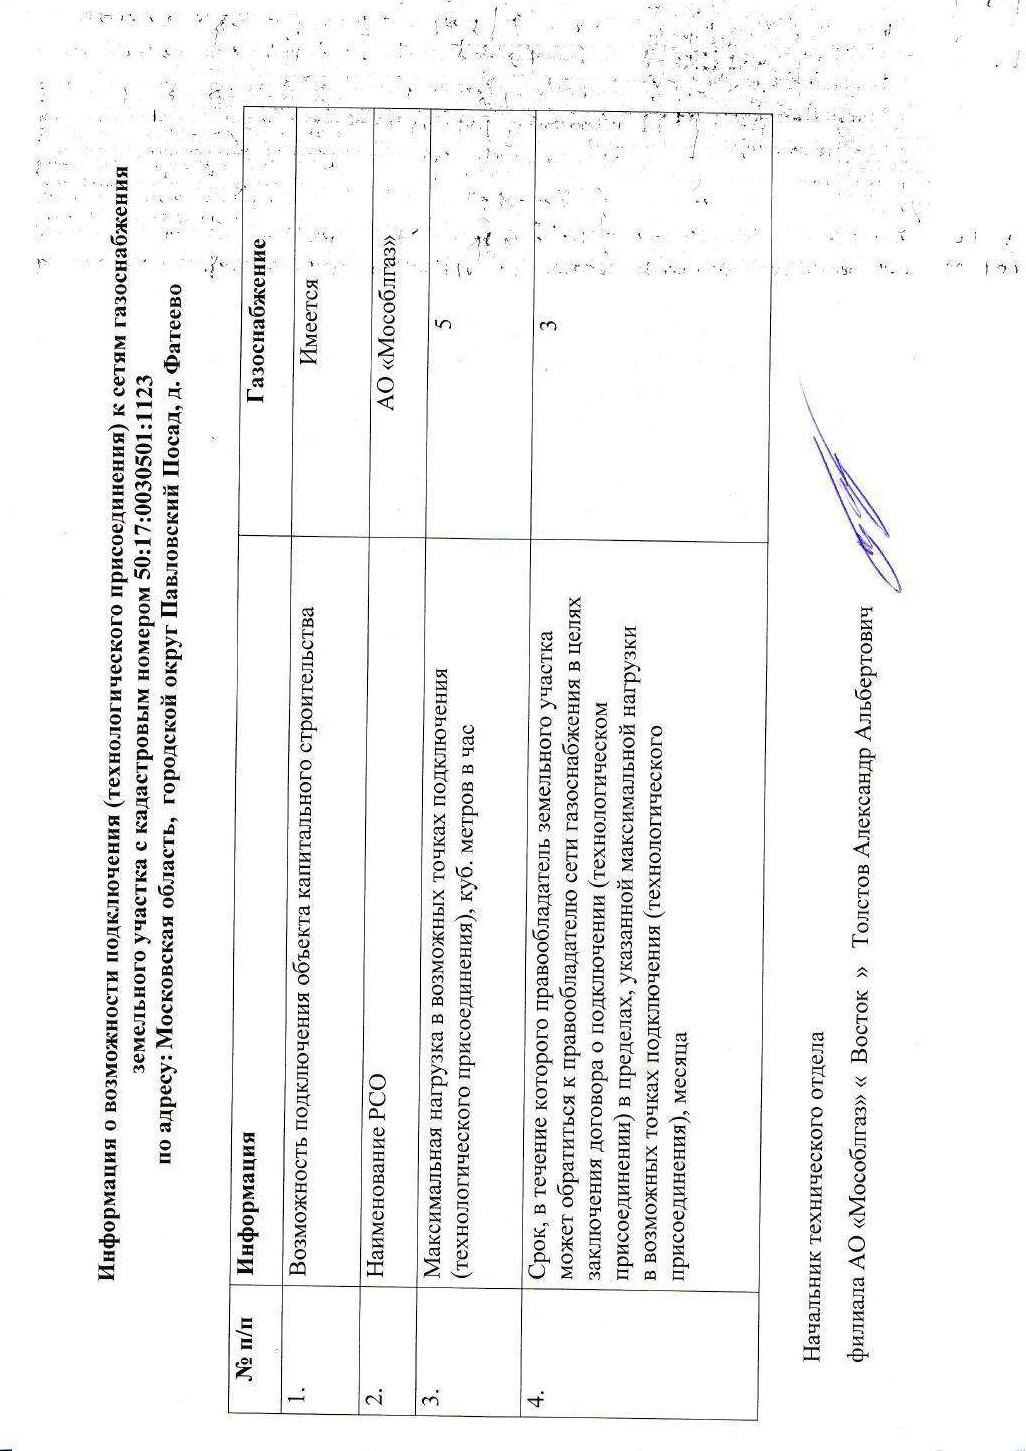 Информация о возможности подключения (технологического присоединения) к сетям газоснабжения
земельного участка с кадастровым номером 50:17:0030501:1123
по адресу: Московская область, городской округ Павловский Посад, д. Фатеево
№ п/п Информация Газоснабжение
1. Возможность подключения объекта капитального строительства Имеется
2. Наименование РСО АО «Мособлгаз»
3. Максимальная нагрузка в возможных точках подключения 5
(технологического присоединения), куб. метров в час
4. Срок, в течение которого правообладатель земельного участка 3
может обратиться к правообладателю сети газоснабжения в целях
заключения договора о подключении (технологическом
присоединении) в пределах, указанной максимальной нагрузки
в возможных точках подключения (технологического
присоединения), месяца
Начальник технического отдела
филиала АО «Мособлгаз» « Восток » Толстов Александр Альбертович